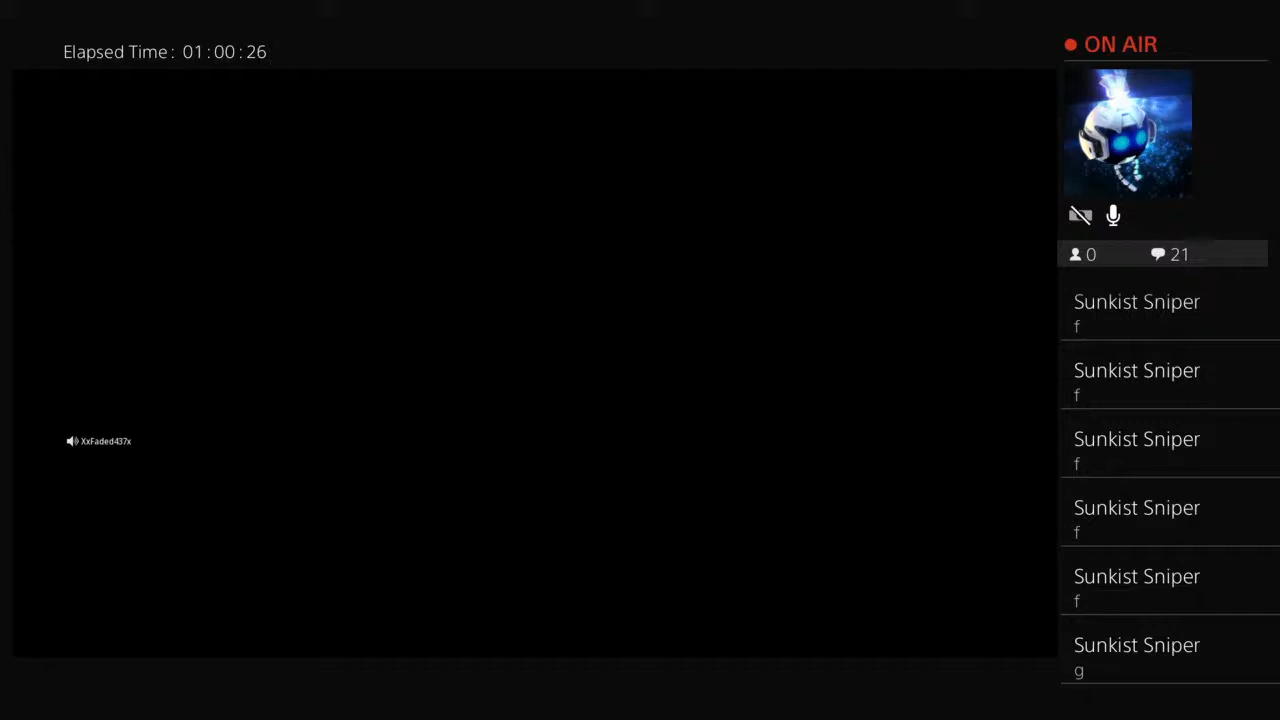 Elapsed Time: 01:00:26
ON AIR
0 21
Sunkist Sniper
f
Sunkist Sniper
f
Sunkist Sniper
f
Sunkist Sniper
f
Sunkist Sniper
f
Sunkist Sniper
g
XxFaded437x